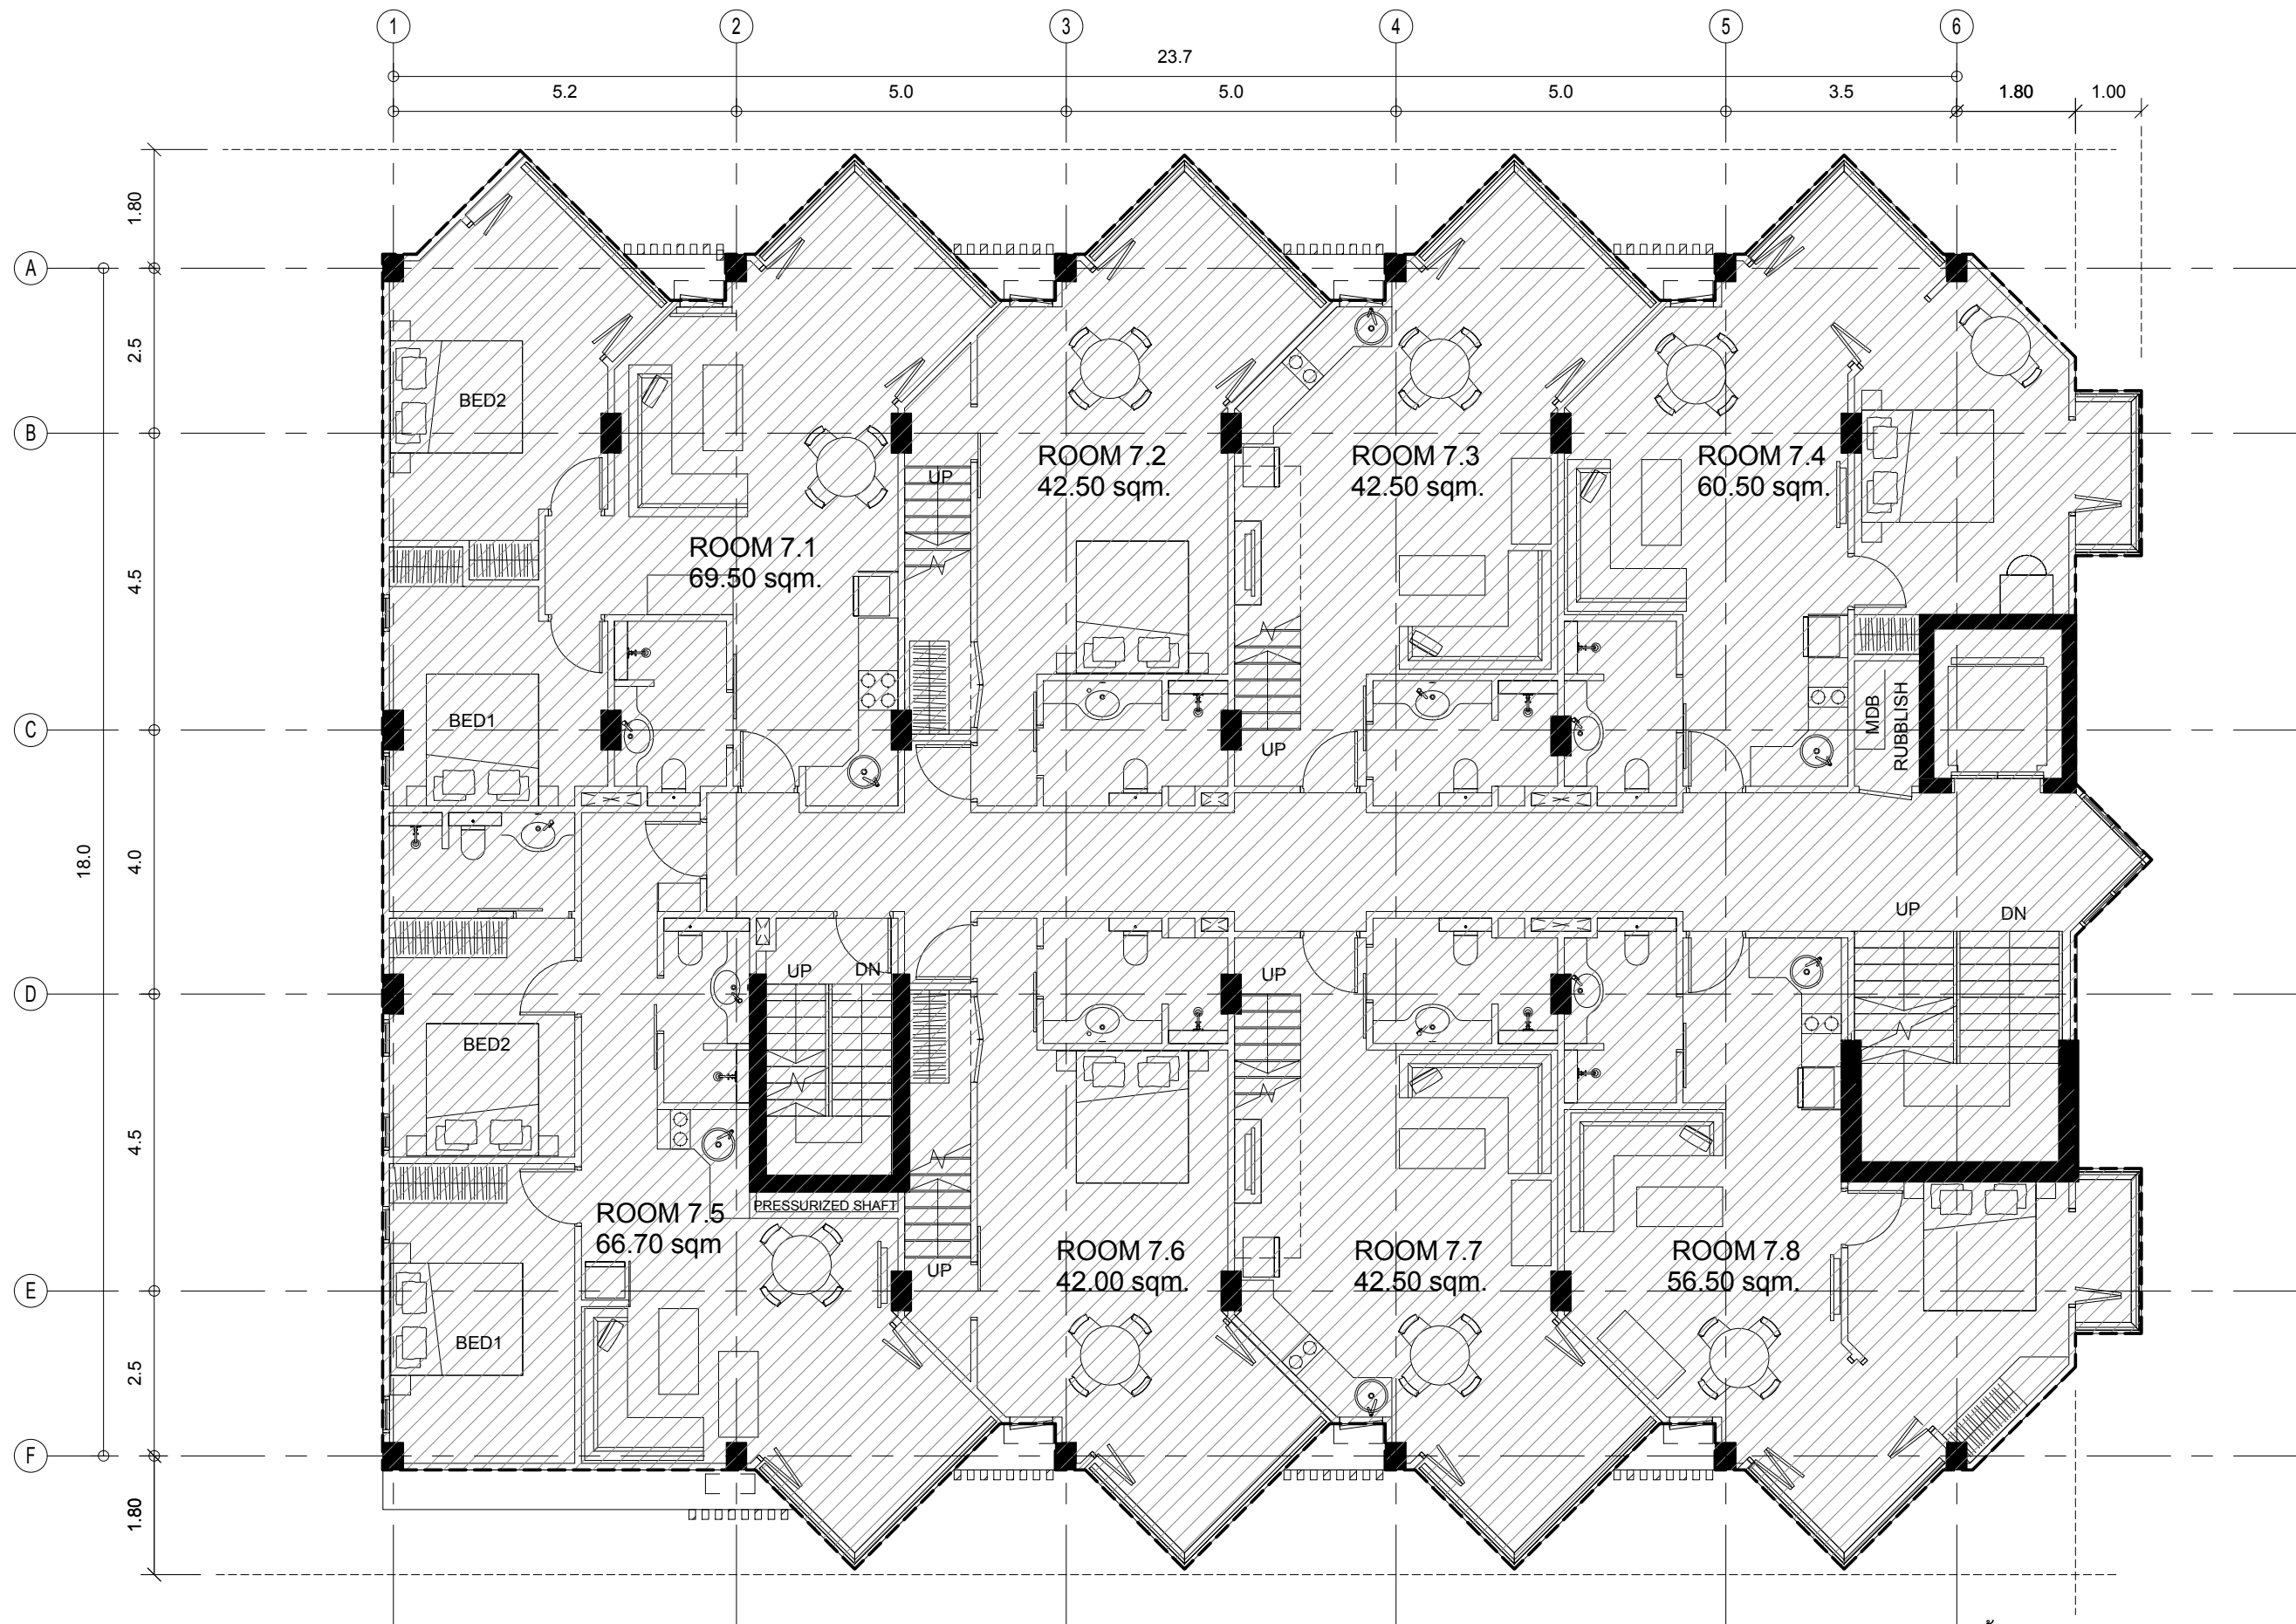 1 2 3 4 5 6
23.7
5.2 5.0 5.0 5.0 3.5 1.80 1.00
1.80
A
2.5
B
4.5
C
18.0
4.0
D
4.5
E
2.5
F
1.80
BED2
UP
ROOM 7.1
69.50 sqm.
ROOM 7.2
42.50 sqm.
ROOM 7.3
42.50 sqm.
ROOM 7.4
60.50 sqm.
BED1
UP
MDB
RUBBLISH
UP
DN
UP
DN
UP
BED2
PRESSURIZED SHAFT
ROOM 7.5
66.70 sqm
UP
ROOM 7.6
42.00 sqm.
ROOM 7.7
42.50 sqm.
ROOM 7.8
56.50 sqm.
BED1